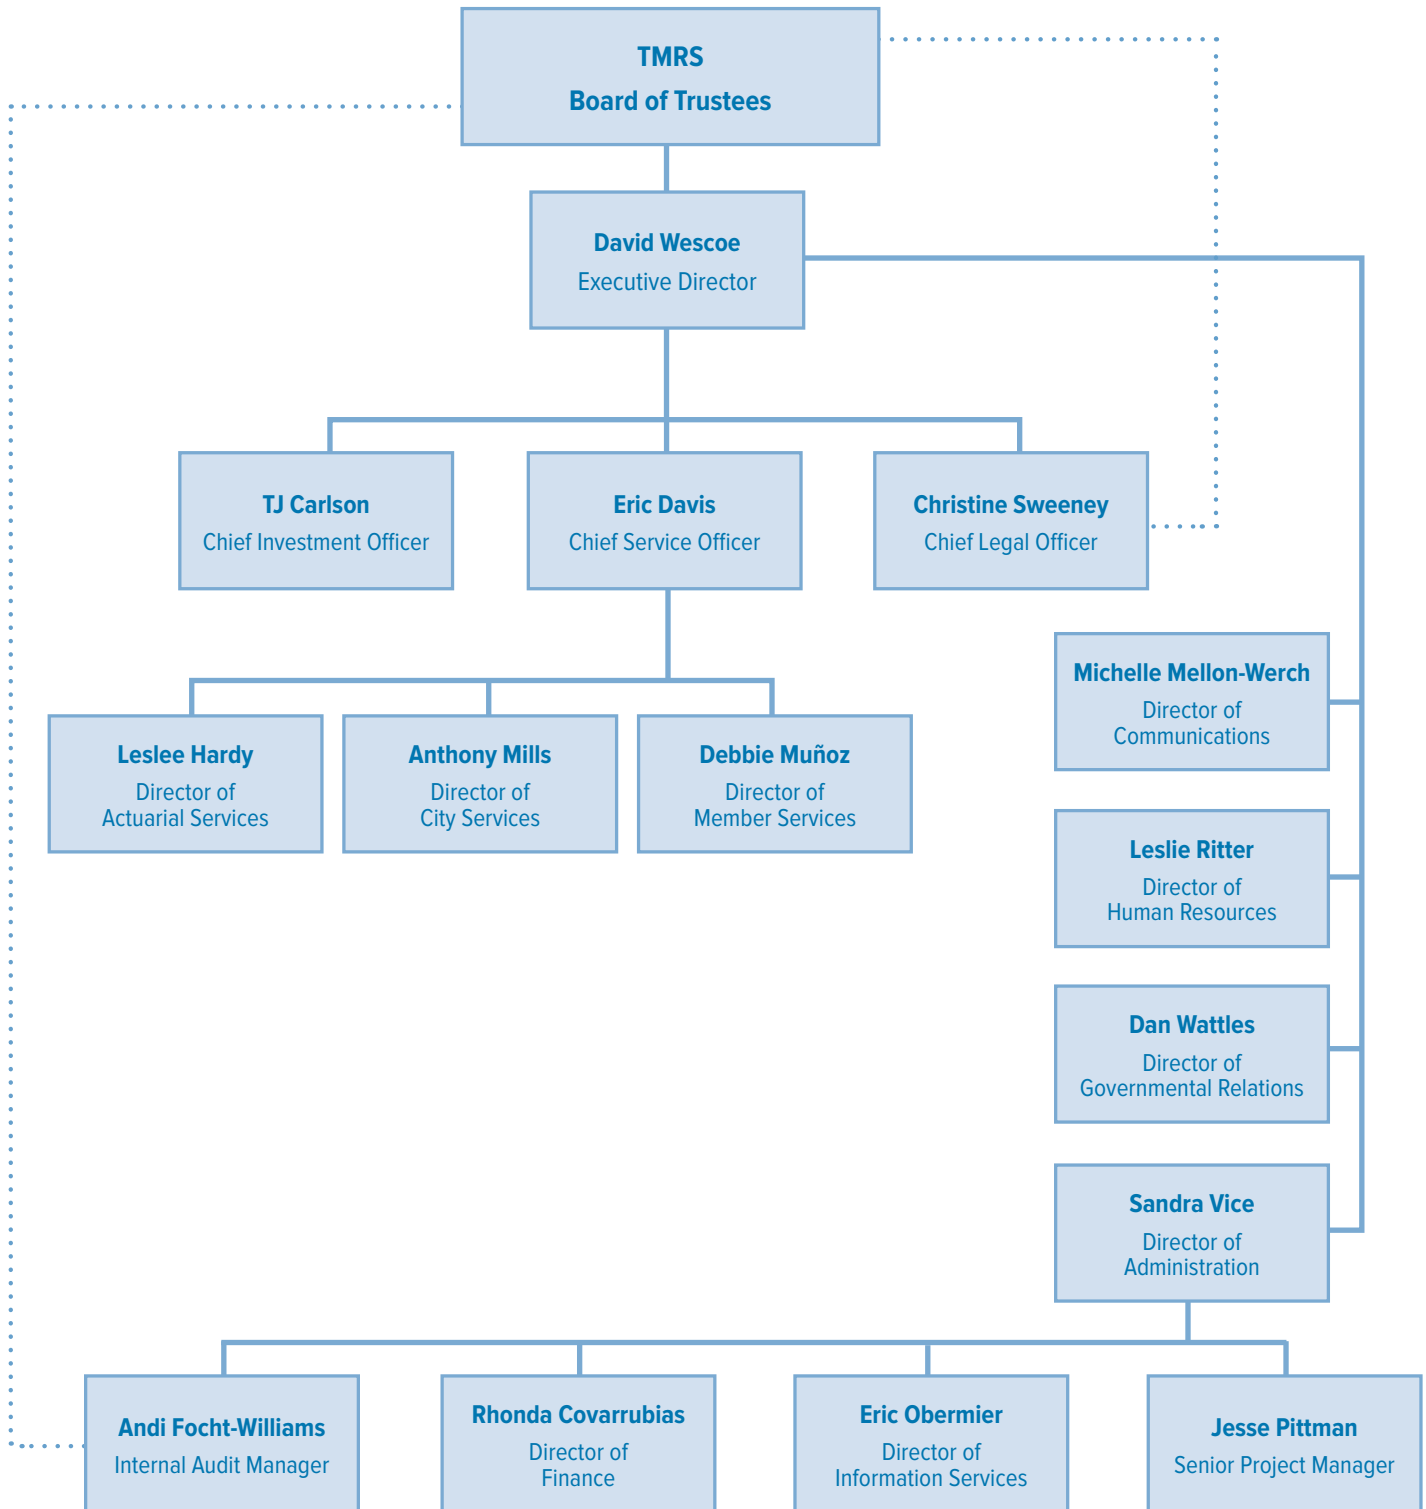 TMRS
Board of Trustees
David Wescoe
Executive Director
TJ Carlson
Chief Investment Officer
Eric Davis
Chief Service Officer
Christine Sweeney
Chief Legal Officer
Michelle Mellon-Werch
Director of
Communications
Leslee Hardy
Director of
Actuarial Services
Anthony Mills
Director of
City Services
Debbie Muñoz
Director of
Member Services
Leslie Ritter
Director of
Human Resources
Dan Wattles
Director of
Governmental Relations
Sandra Vice
Director of
Administration
Andi Focht-Williams
Internal Audit Manager
Rhonda Covarrubias
Director of
Finance
Eric Obermier
Director of
Information Services
Jesse Pittman
Senior Project Manager